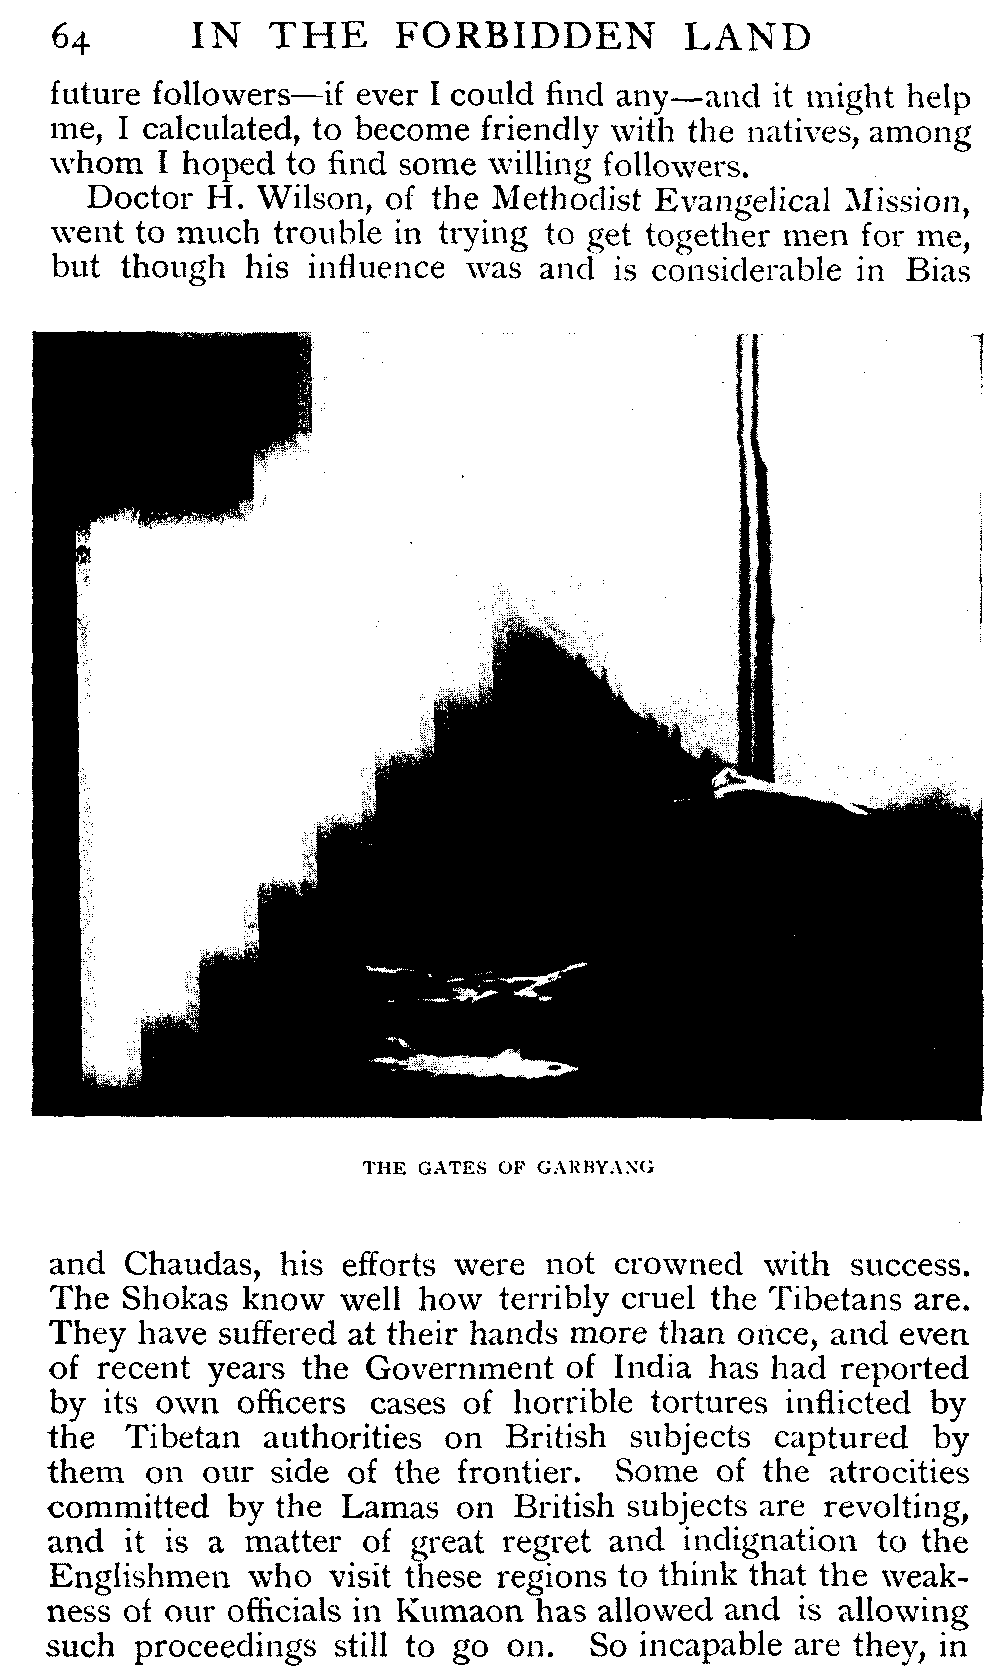 64 IN THE FORBIDDEN LAND
future followers—if ever I could find any—and it might help
me, I calculated, to become friendly with the natives, among
whom I hoped to find some willing followers.
Doctor H. Wilson, of the Methodist Evangelical Mission,
went to much trouble in trying to get together men for me,
but though his influence was and is considerable in Bias
THE GATES OF GARBYANG
and Chaudas, his efforts were not crowned with success.
The Shokas know well how terribly cruel the Tibetans are.
They have suffered at their hands more than once, and even
of recent years the Government of India has had reported
by its own officers cases of horrible tortures inflicted by
the Tibetan authorities on British subjects captured by
them on our side of the frontier. Some of the atrocities
committed by the Lamas on British subjects are revolting,
and it is a matter of great regret and indignation to the
Englishmen who visit these regions to think that the weak-
ness of our officials in Kumaon has allowed and is allowing
such proceedings still to go on. So incapable are they, in